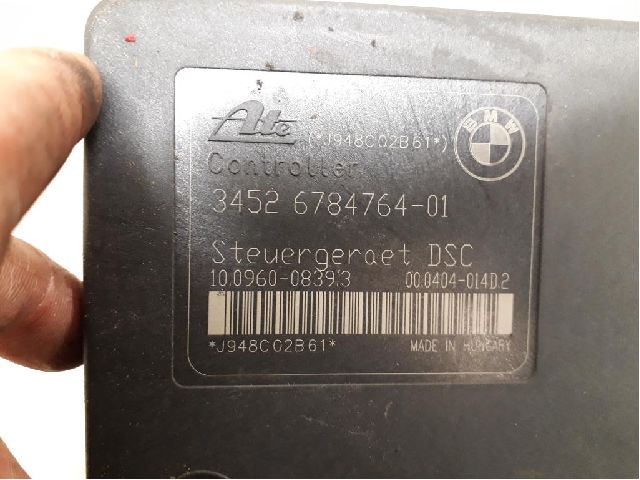 Ate (*J948C02B61*) BMW
Controller
3452 6784764-01
Steuergeraet DSC
10.0960-0839.3 00.0404-014D.2
*J948C02B61* MADE IN HUNGARY